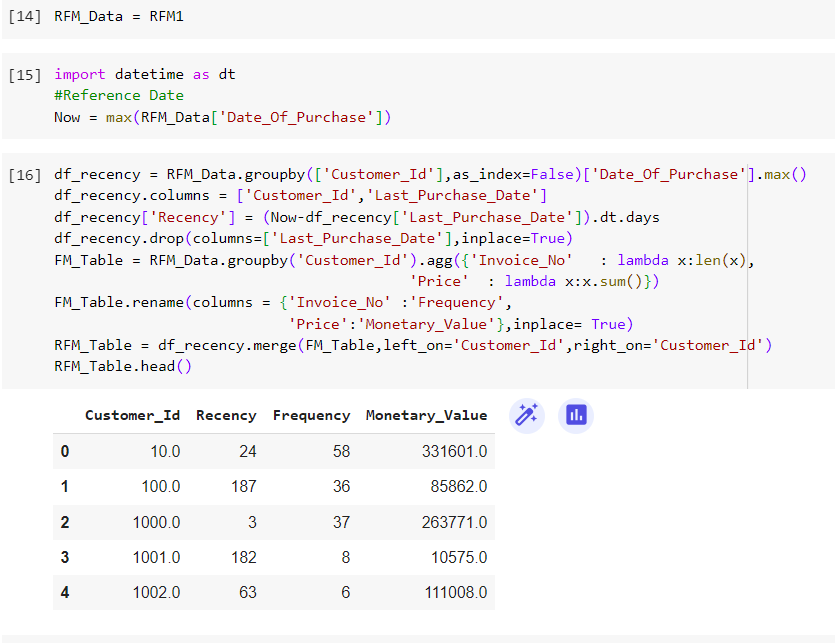 [14] RFM_Data = RFM1
[15] import datetime as dt
#Reference Date
Now = max(RFM_Data['Date_Of_Purchase'])
[16] df_recency = RFM_Data.groupby(['Customer_Id'],as_index=False)['Date_Of_Purchase'].max()
df_recency.columns = ['Customer_Id','Last_Purchase_Date']
df_recency['Recency'] = (Now-df_recency['Last_Purchase_Date']).dt.days
df_recency.drop(columns=['Last_Purchase_Date'],inplace=True)
FM_Table = RFM_Data.groupby('Customer_Id').agg({'Invoice_No'   : lambda x:len(x),
'Price'  : lambda x:x.sum()})
FM_Table.rename(columns = {'Invoice_No' :'Frequency',
'Price':'Monetary_Value'},inplace= True)
RFM_Table = df_recency.merge(FM_Table,left_on='Customer_Id',right_on='Customer_Id')
RFM_Table.head()
Customer_Id Recency Frequency Monetary_Value
0 10.0 24 58 331601.0
1 100.0 187 36 85862.0
2 1000.0 3 37 263771.0
3 1001.0 182 8 10575.0
4 1002.0 63 6 111008.0